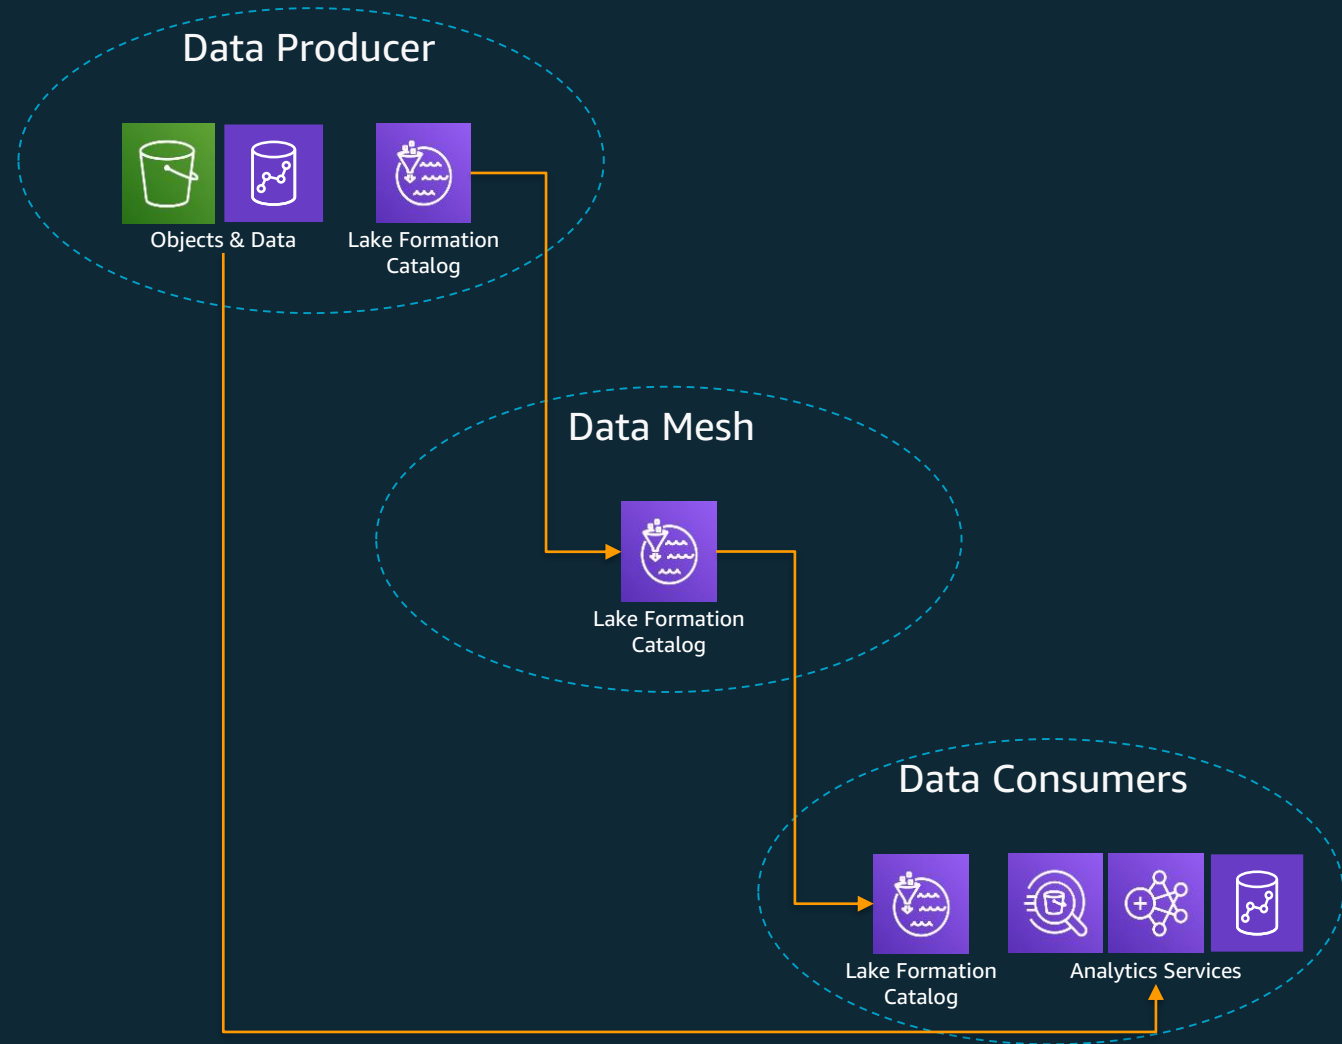 Data Producer
Objects & Data
Lake Formation
Catalog
Data Mesh
Lake Formation
Catalog
Data Consumers
Lake Formation
Catalog
Analytics Services